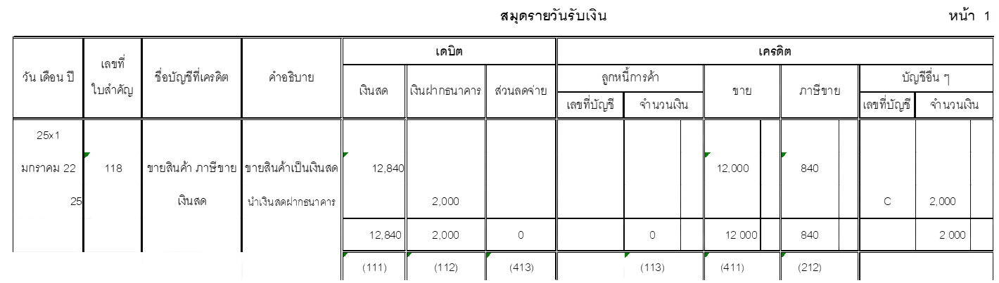 สมุดรายวันรับเงิน หน้า 1
เดบิต เครดิต
วัน เดือน ปี เลขที่ ใบสำคัญ ชื่อบัญชีที่เครดิต คำอธิบาย เงินสด เงินฝากธนาคาร ส่วนลดจ่าย ลูกหนี้การค้า ขาย ภาษีขาย บัญชีอื่น ๆ
เลขที่บัญชี จำนวนเงิน เลขที่บัญชี จำนวนเงิน
25x1
มกราคม 22 118 ขายสินค้า ภาษีขาย ขายสินค้าเป็นเงินสด 12,840 12,000 840
25 เงินสด นำเงินสดฝากธนาคาร 2,000 C 2,000
12,840 2,000 0 0 12 000 840 2 000
(111) (112) (413) (113) (411) (212)